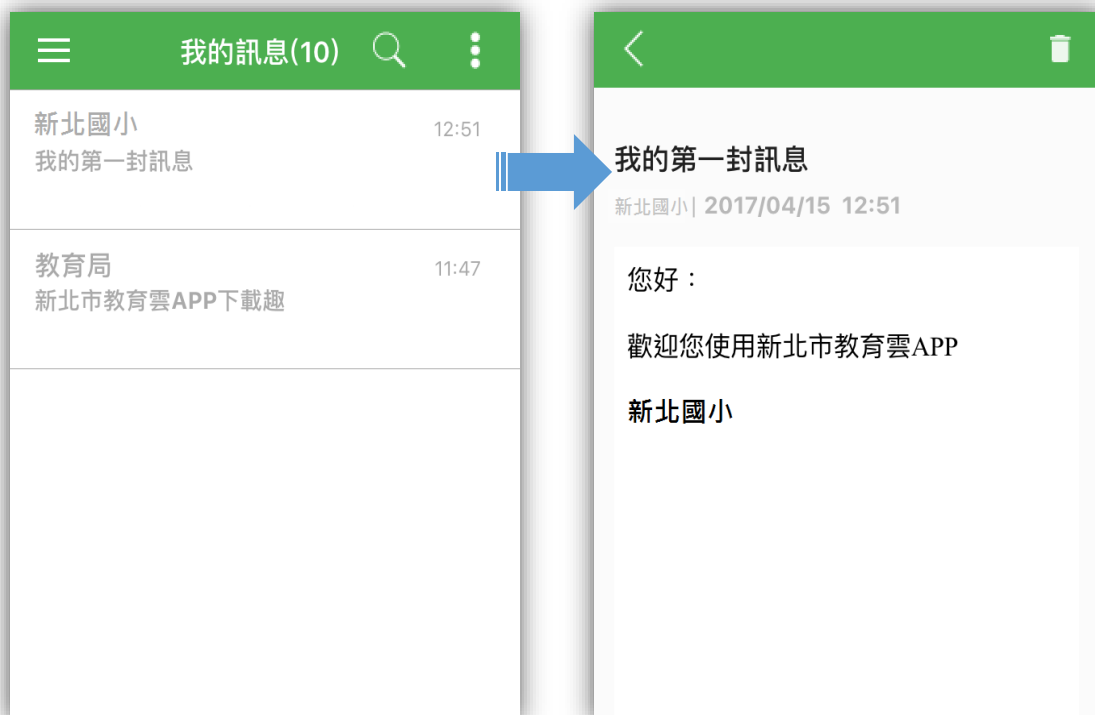 我的訊息(10)
新北國小 12:51
我的第一封訊息
教育局 11:47
新北市教育雲APP下載趣
我的第一封訊息
新北國小| 2017/04/15 12:51
您好：
歡迎您使用新北市教育雲APP
新北國小